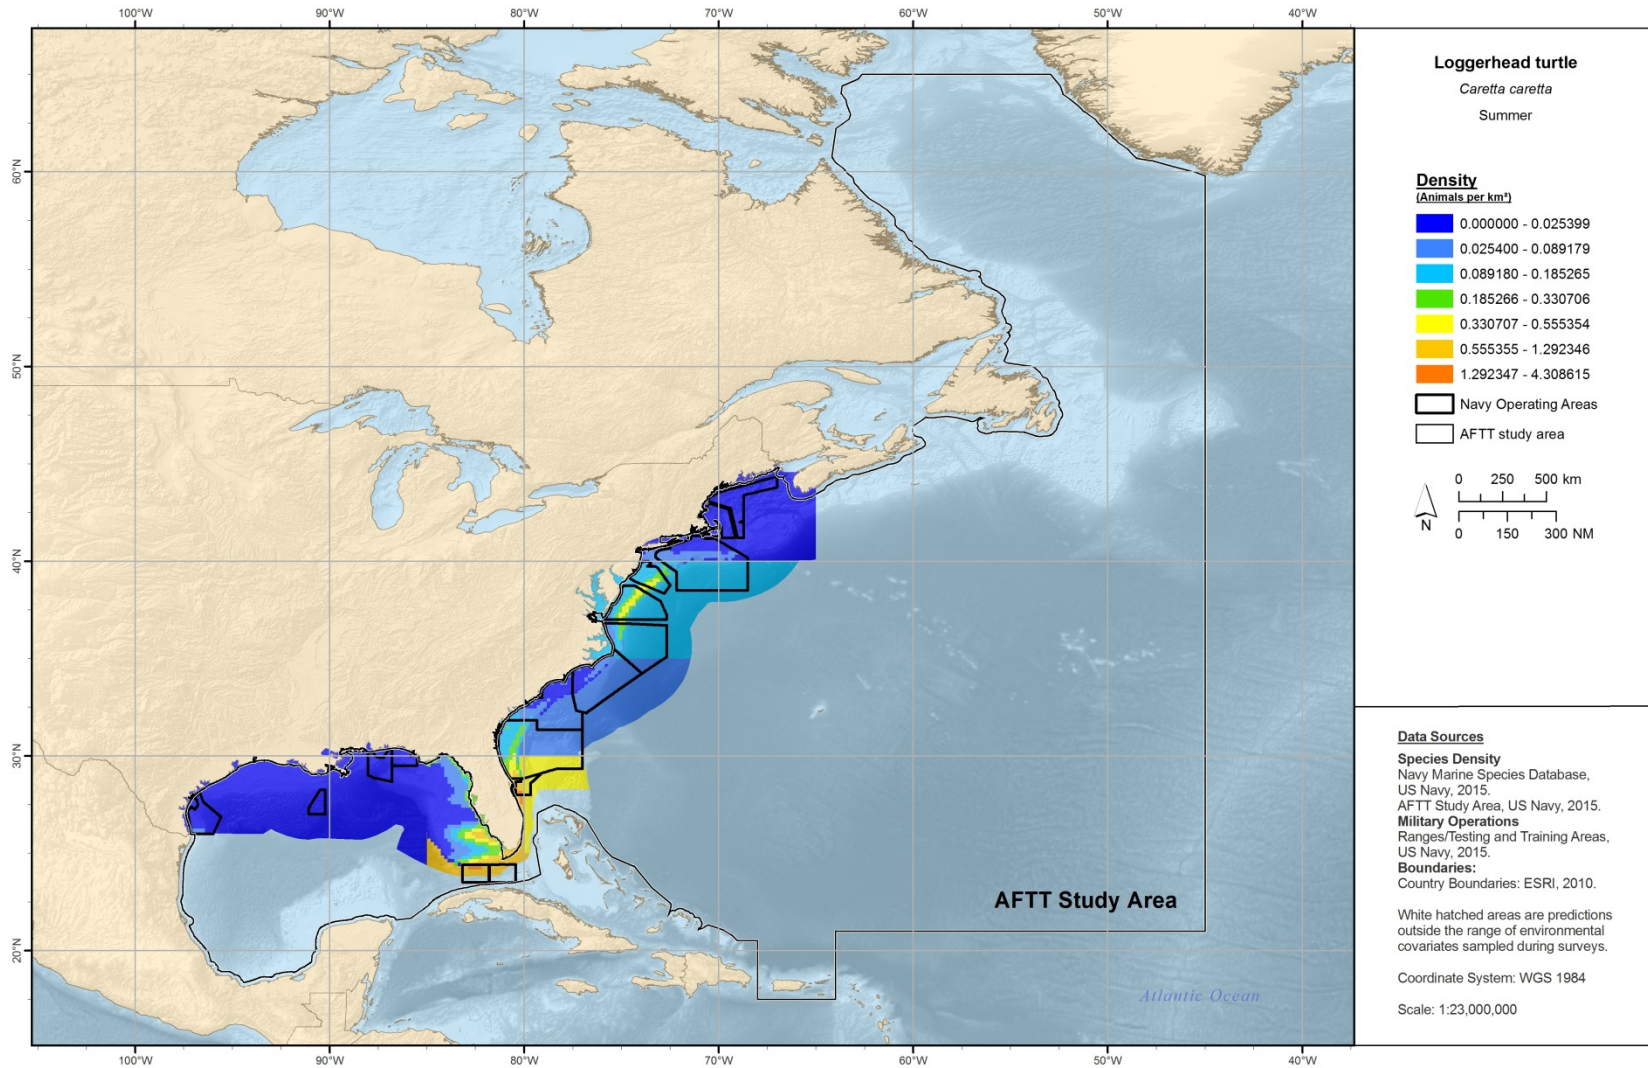 100°W 90°W 80°W 70°W 60°W 50°W 40°W
60°N
50°N
40°N
30°N
20°N
AFTT Study Area
Atlantic Ocean
100°W 90°W 80°W 70°W 60°W 50°W 40°W
Loggerhead turtle
Caretta caretta
Summer
Density
(Animals per km²)
0.000000 - 0.025399
0.025400 - 0.089179
0.089180 - 0.185265
0.185266 - 0.330706
0.330707 - 0.555354
0.555355 - 1.292346
1.292347 - 4.308615
Navy Operating Areas
AFTT study area
N
0 250 500 km
0 150 300 NM
Data Sources
Species Density
Navy Marine Species Database,
US Navy, 2015.
AFTT Study Area, US Navy, 2015.
Military Operations
Ranges/Testing and Training Areas,
US Navy, 2015.
Boundaries:
Country Boundaries: ESRI, 2010.
White hatched areas are predictions
outside the range of environmental
covariates sampled during surveys.
Coordinate System: WGS 1984
Scale: 1:23,000,000